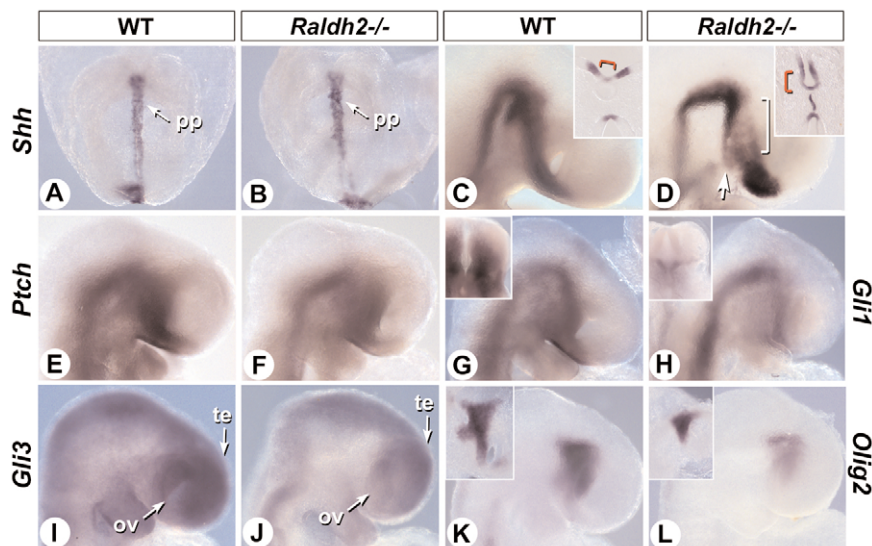 WT Raldh2-/- WT Raldh2-/-
Shh
pp pp
A B C D
Ptch Gli1
E F G H
Gli3 Olig2
te te
ov ov
I J K L